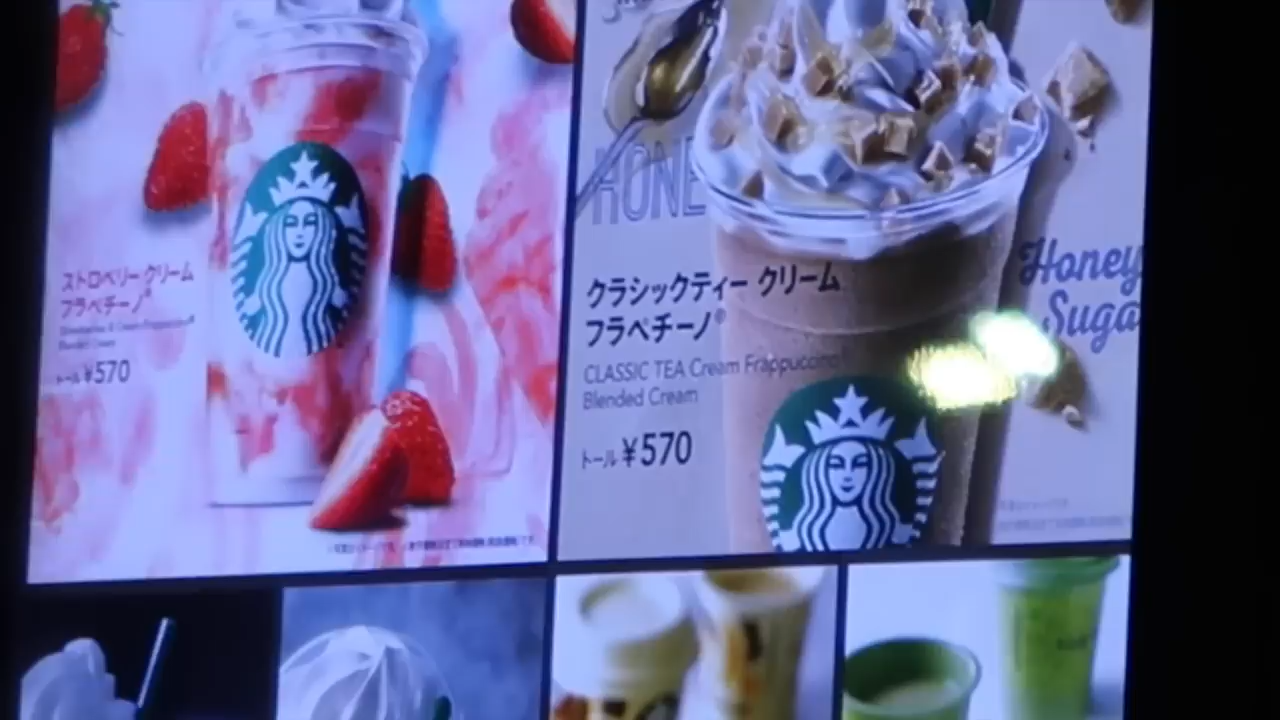 ストロベリー クリーム
フラペチーノ®
トール ¥570
HONE
クラシックティー クリーム
フラペチーノ®
CLASSIC TEA Cream Frappuccino®
Blended Cream
トール ¥570
Honey
Suga